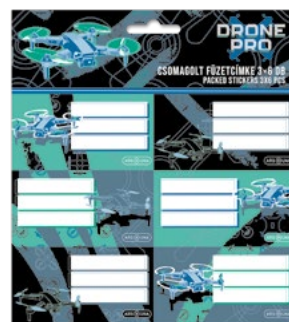 DRONE
PRO
CSOMAGOLT FÜZETCÍMKE 3×6 DB
PACKED STICKERS 3X6 PCS